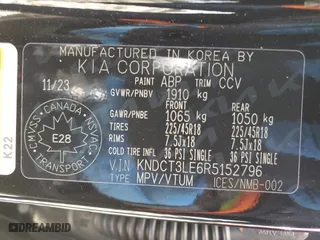 MANUFACTURED IN KOREA BY
KIA CORPORATION
11/23 PAINT ABP TRIM CCV
GVWR/PNBV 1910 kg
FRONT REAR
GAWR/PNBE 1065 kg 1050 kg
TIRES 225/45R18 225/45R18
RIMS 7.5JX18 7.5JX18
COLD TIRE INFL 36 PSI SINGLE 36 PSI SINGLE
V.I.N KNDCT3LE6R5152796
TYPE MPV/VTUM ICES/NMB-002
CANADA
CMVSS NSVAC
E28
TRANSPORT
K22
DREAMBID